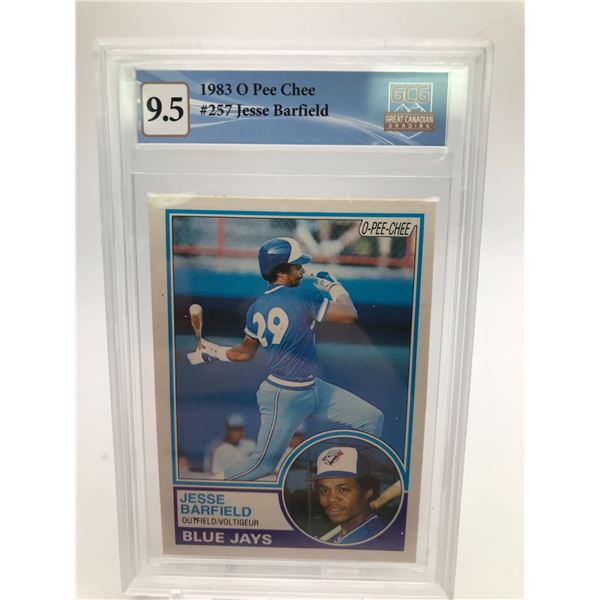 9.5
1983 O Pee Chee
#257 Jesse Barfield
GCG
GREAT CANADIAN
GRADING
O-PEE-CHEE
29
JESSE
BARFIELD
OUTFIELD/VOLTIGEUR
BLUE JAYS